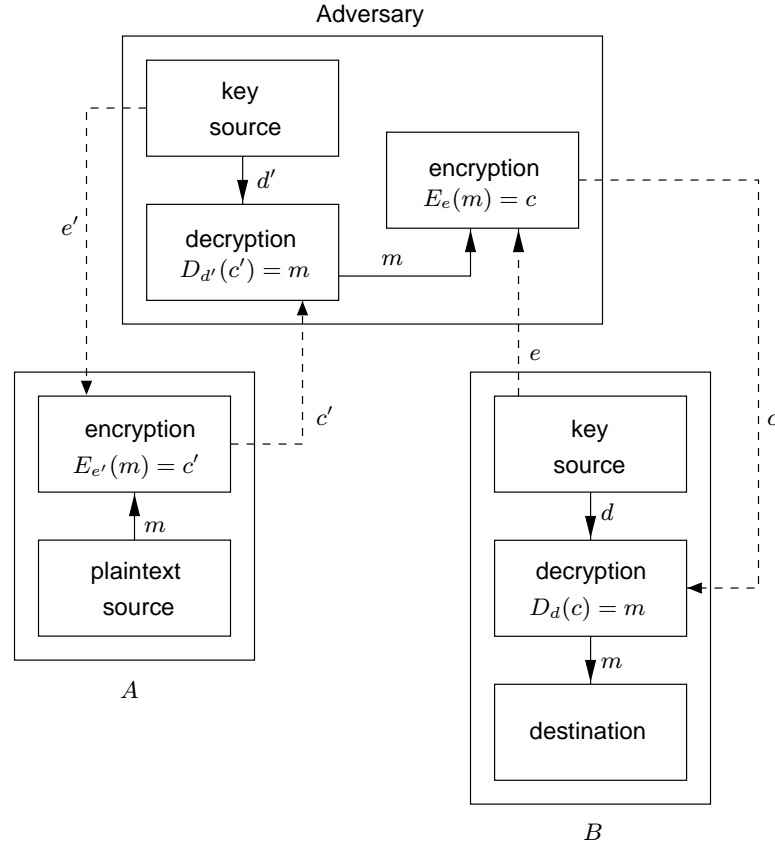 Adversary
key
source
d′
e′
decryption
D_{d′}(c′) = m
m
encryption
E_e(m) = c
e
c
c′
encryption
E_{e′}(m) = c′
m
plaintext
source
A
key
source
d
decryption
D_d(c) = m
m
destination
B